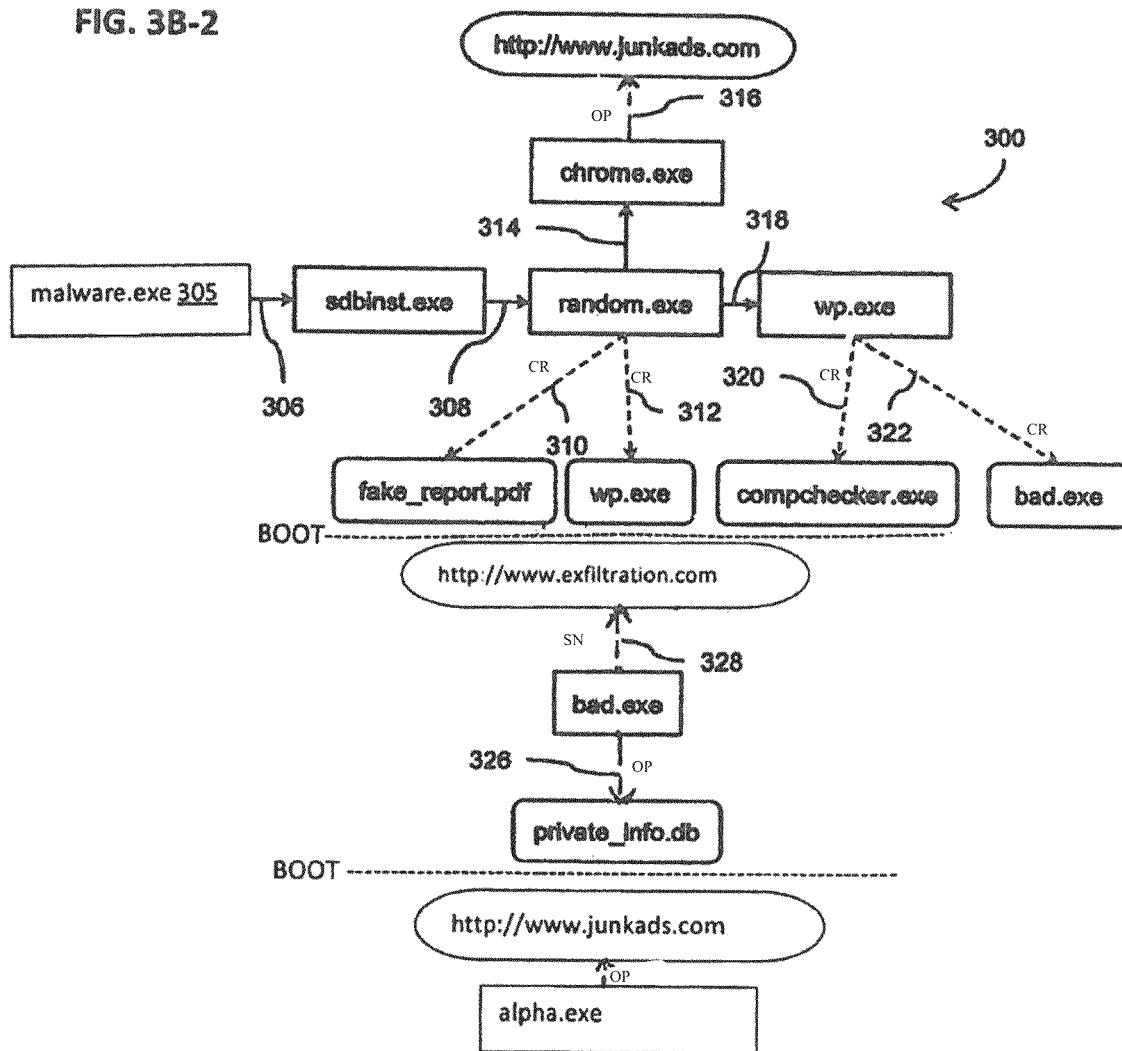 FIG. 3B-2
http://www.junkads.com
316
OP
300
chrome.exe
314
318
malware.exe 305
sdbinst.exe
random.exe
wp.exe
CR
CR
320
CR
306
308
312
322
CR
310
fake_report.pdf
wp.exe
compchecker.exe
bad.exe
BOOT
http://www.exfiltration.com
SN
328
bad.exe
326
OP
private_info.db
BOOT
http://www.junkads.com
OP
alpha.exe